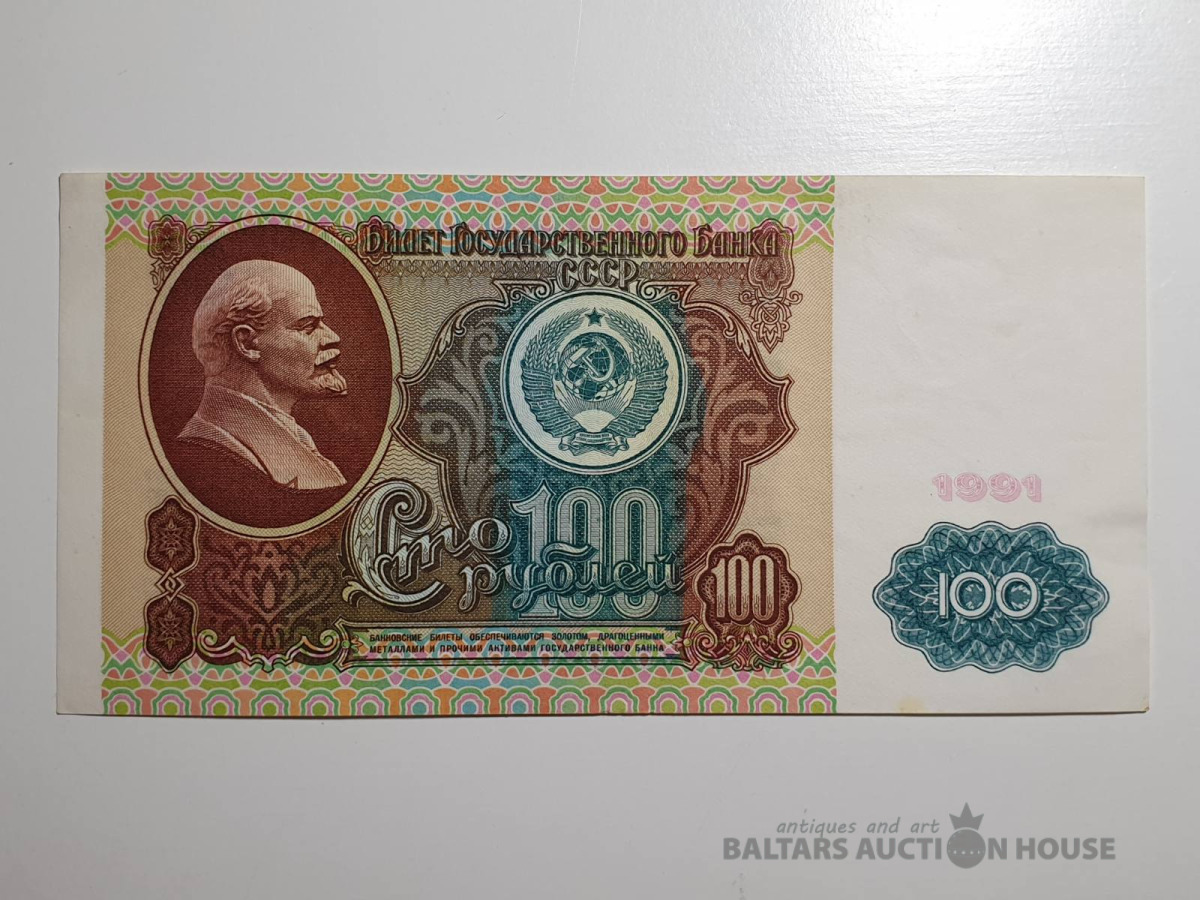 Билет Государственного Банка
СССР
1991
100
Сто
рублей
100
100
БАНКОВСКИЕ БИЛЕТЫ ОБЕСПЕЧИВАЮТСЯ ЗОЛОТОМ, ДРАГОЦЕННЫМИ
МЕТАЛЛАМИ И ПРОЧИМИ АКТИВАМИ ГОСУДАРСТВЕННОГО БАНКА
antiques and art
BALTARS AUCTION HOUSE